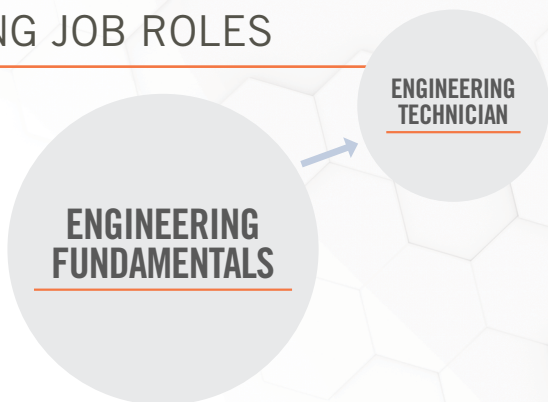 NG JOB ROLES
ENGINEERING
TECHNICIAN
ENGINEERING
FUNDAMENTALS